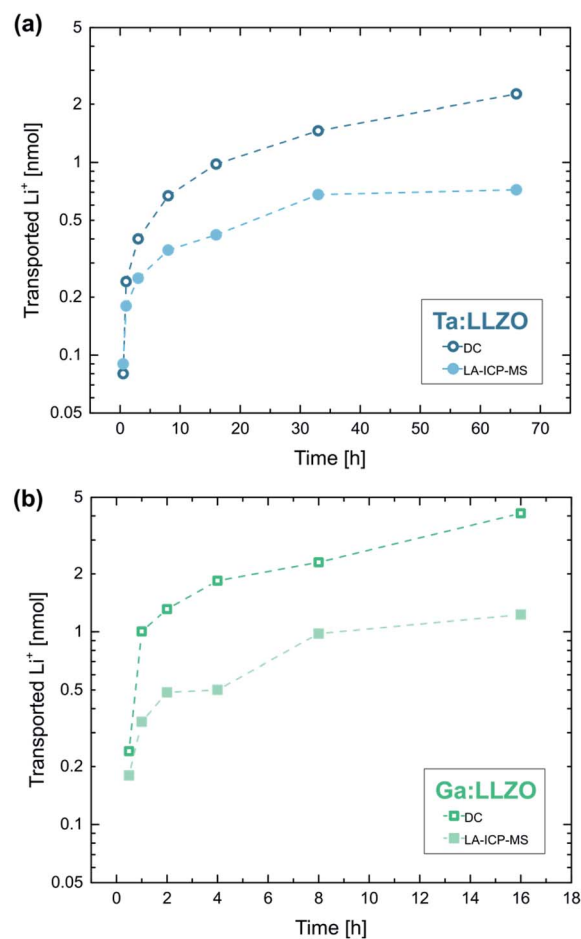 (a)
5
2
1
0.5
0.2
0.1
0.05
Transported Li⁺ [nmol]
Ta:LLZO
DC
LA-ICP-MS
0 10 20 30 40 50 60 70
Time [h]
(b)
5
2
1
0.5
0.2
0.1
0.05
Transported Li⁺ [nmol]
Ga:LLZO
DC
LA-ICP-MS
0 2 4 6 8 10 12 14 16 18
Time [h]